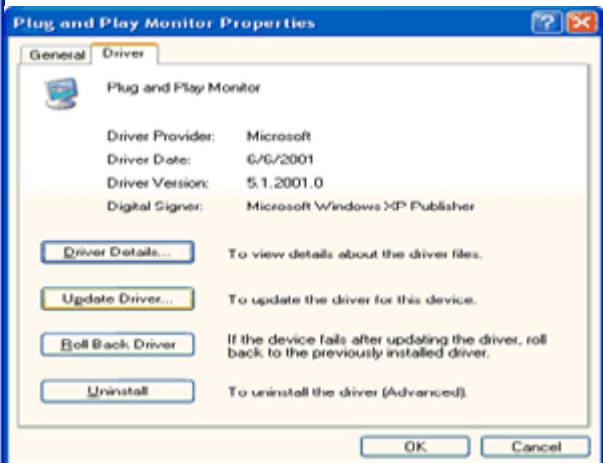 Plug and Play Monitor Properties
General Driver
Plug and Play Monitor
Driver Provider: Microsoft
Driver Date: 6/6/2001
Driver Version: 5.1.2001.0
Digital Signer: Microsoft Windows XP Publisher
Driver Details... To view details about the driver files.
Update Driver... To update the driver for this device.
Roll Back Driver If the device fails after updating the driver, roll
back to the previously installed driver.
Uninstall To uninstall the driver (Advanced).
OK Cancel